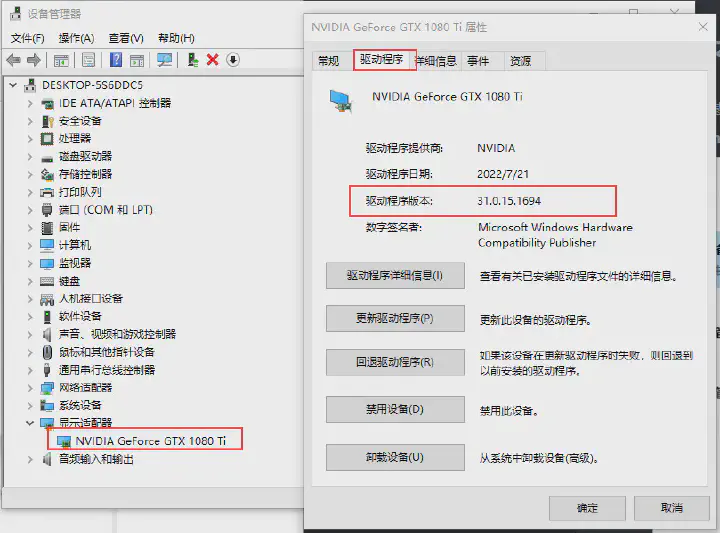 设备管理器
文件(F) 操作(A) 查看(V) 帮助(H)
DESKTOP-5S6DDC5
IDE ATA/ATAPI 控制器
安全设备
处理器
磁盘驱动器
存储控制器
打印队列
端口 (COM 和 LPT)
固件
计算机
监视器
键盘
人机接口设备
软件设备
声音、视频和游戏控制器
鼠标和其他指针设备
通用串行总线控制器
网络适配器
系统设备
显示适配器
NVIDIA GeForce GTX 1080 Ti
音频输入和输出
NVIDIA GeForce GTX 1080 Ti 属性
常规 驱动程序 详细信息 事件 资源
NVIDIA GeForce GTX 1080 Ti
驱动程序提供商: NVIDIA
驱动程序日期: 2022/7/21
驱动程序版本: 31.0.15.1694
数字签名者: Microsoft Windows Hardware
Compatibility Publisher
驱动程序详细信息(I) 查看有关已安装驱动程序文件的详细信息。
更新驱动程序(P) 更新此设备的驱动程序。
回退驱动程序(R) 如果该设备在更新驱动程序时失败，则回退到
以前安装的驱动程序。
禁用设备(D) 禁用此设备。
卸载设备(U) 从系统中卸载设备(高级)。
确定 取消